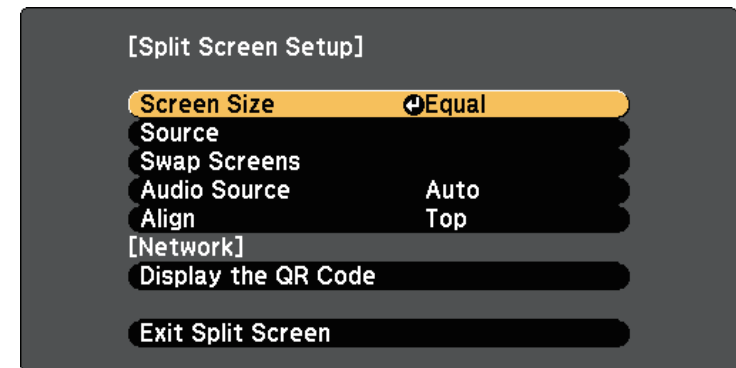 [Split Screen Setup]
Screen Size Equal
Source
Swap Screens
Audio Source Auto
Align Top
[Network]
Display the QR Code
Exit Split Screen